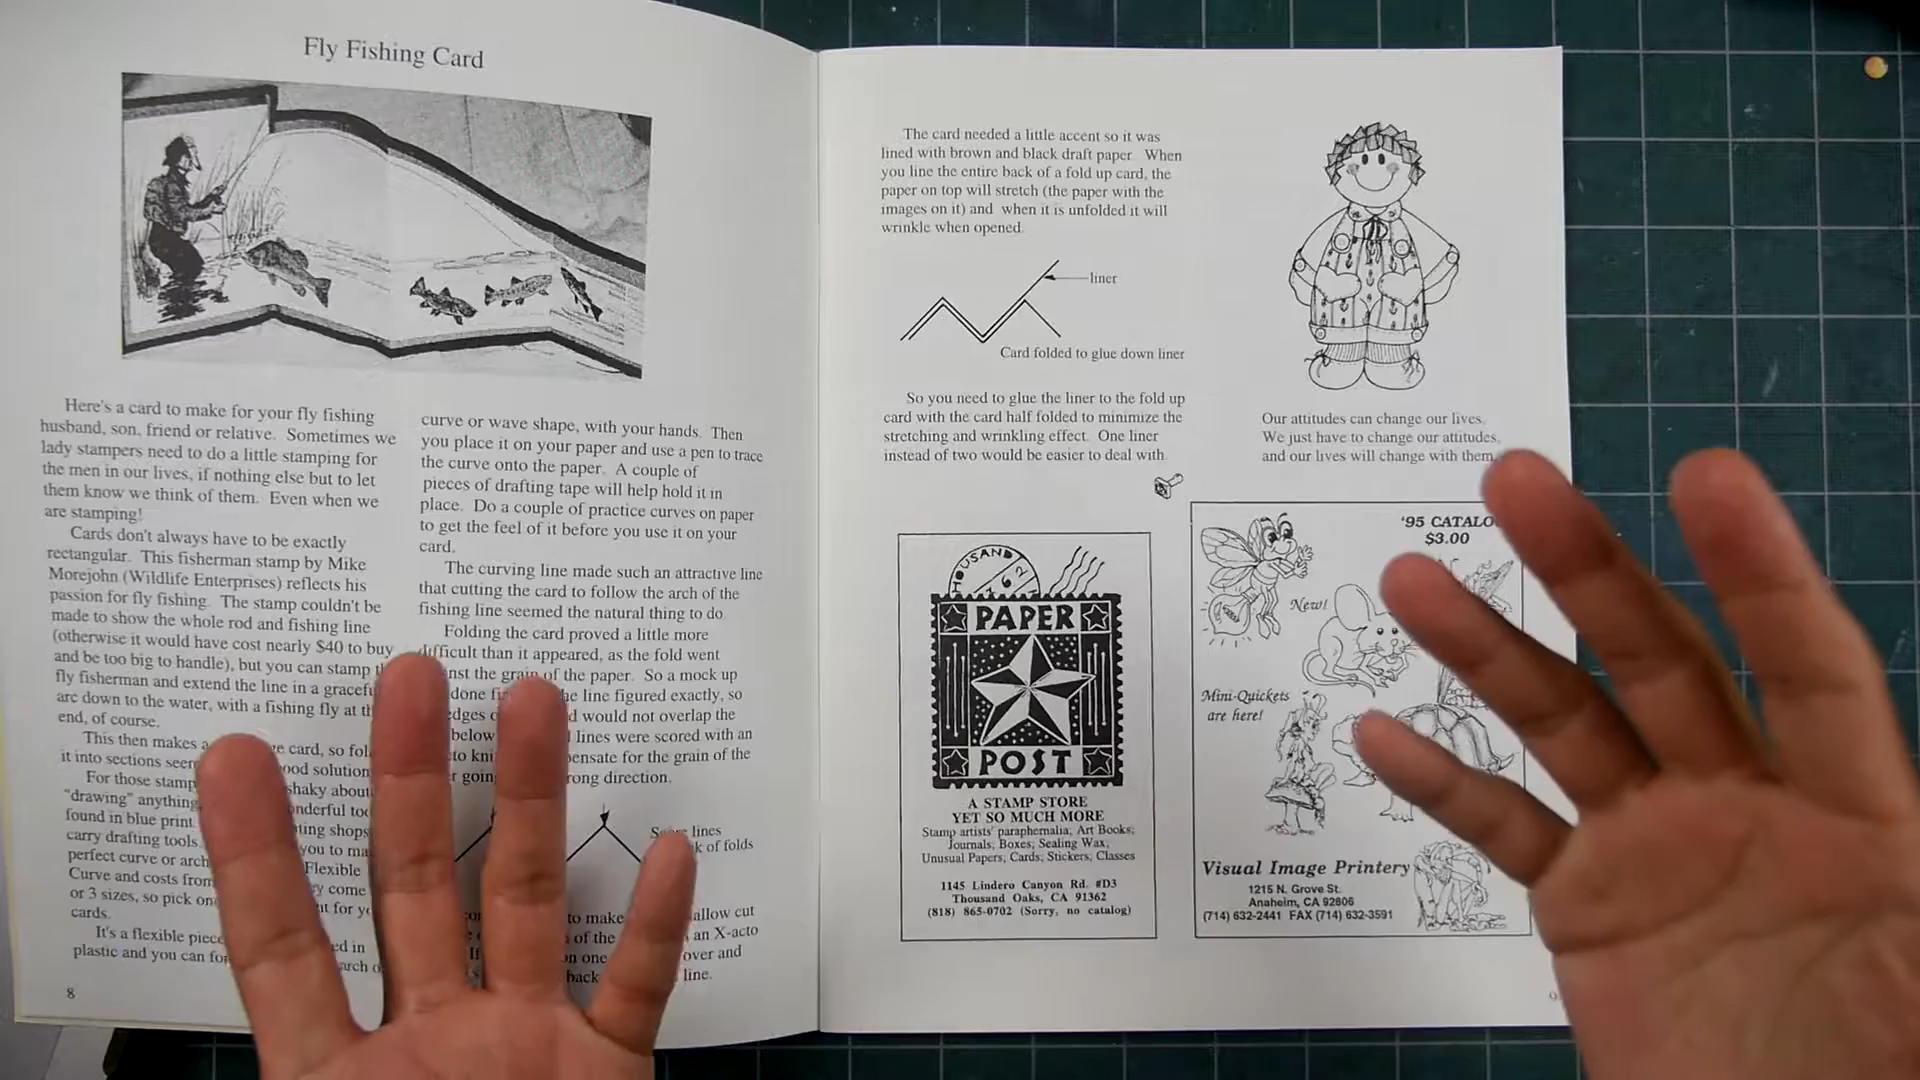 Fly Fishing Card
Here's a card to make for your fly fishing
husband, son, friend or relative. Sometimes we
lady stampers need to do a little stamping for
the men in our lives, if nothing else but to let
them know we think of them. Even when we
are stamping!
Cards don't always have to be exactly
rectangular. This fisherman stamp by Mike
Morejohn (Wildlife Enterprises) reflects his
passion for fly fishing. The stamp couldn't be
made to show the whole rod and fishing line
(otherwise it would have cost nearly $40 to buy
and be too big to handle), but you can stamp
fly fisherman and extend the line in a graceful
arc down to the water, with a fishing fly at
end, of course.
This then makes a card, so
it into sections good solution
For those shaky about
"drawing" anything
found in blue print shops
carry drafting tools. you to
perfect curve or arch Flexible
Curve and costs from come
or 3 sizes, so pick for
cards.
It's a flexible piece in
plastic and you can
8
curve or wave shape, with your hands. Then
you place it on your paper and use a pen to trace
the curve onto the paper. A couple of
pieces of drafting tape will help hold it in
place. Do a couple of practice curves on paper
to get the feel of it before you use it on your
card.
The curving line made such an attractive line
that cutting the card to follow the arch of the
fishing line seemed the natural thing to do
Folding the card proved a little more
difficult than it appeared, as the fold went
the grain of the paper. So a mock up
done line figured exactly, so
would not overlap the
below lines were scored with an
the grain of the
direction.
lines
of folds
to make allow cut
of the an X-acto
on one over and
back line.
The card needed a little accent so it was
lined with brown and black draft paper. When
you line the entire back of a fold up card, the
paper on top will stretch (the paper with the
images on it) and when it is unfolded it will
wrinkle when opened.
liner
Card folded to glue down liner
So you need to glue the liner to the fold up
card with the card half folded to minimize the
stretching and wrinkling effect. One liner
instead of two would be easier to deal with.
THOUSAND
PAPER
POST
A STAMP STORE
YET SO MUCH MORE
Stamp artists' paraphernalia; Art Books;
Journals; Boxes; Sealing Wax;
Unusual Papers; Cards; Stickers; Classes
1145 Lindero Canyon Rd. #D3
Thousand Oaks, CA 91362
(818) 865-0702 (Sorry, no catalog)
Our attitudes can change our lives.
We just have to change our attitudes,
and our lives will change with them.
'95
$3.00
New!
Mini-Quickets
are here!
Visual Image Printery
1215 N. Grove St.
Anaheim, CA 92806
(714) 632-2441 FAX (714) 632-3591